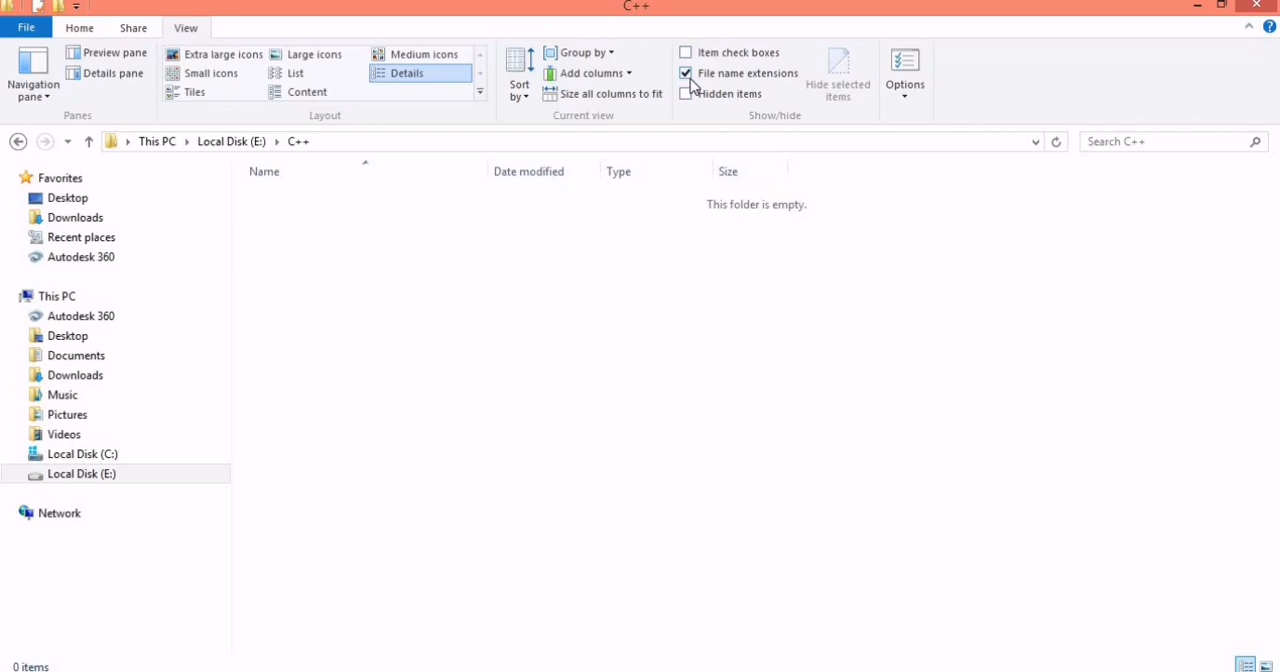 C++
File Home Share View
Navigation pane
Preview pane
Details pane
Panes
Extra large icons Large icons Medium icons
Small icons List Details
Tiles Content
Layout
Sort by
Group by
Add columns
Size all columns to fit
Current view
Item check boxes
File name extensions
Hidden items
Hide selected items
Show/hide
Options
This PC Local Disk (E:) C++
Search C++
Name Date modified Type Size
This folder is empty.
Favorites
Desktop
Downloads
Recent places
Autodesk 360
This PC
Autodesk 360
Desktop
Documents
Downloads
Music
Pictures
Videos
Local Disk (C:)
Local Disk (E:)
Network
0 items